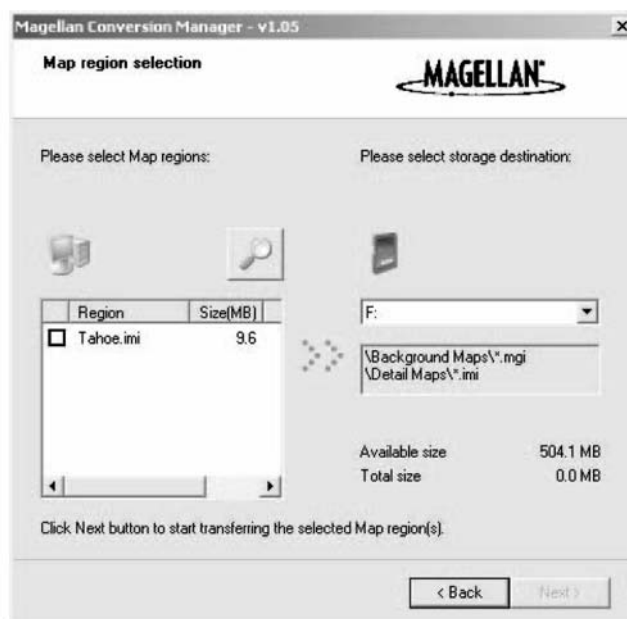 Magellan Conversion Manager - v1.05
Map region selection
MAGELLAN
Please select Map regions:
Please select storage destination:
Region Size(MB)
Tahoe.imi 9.6
F:
\Background Maps\*.mgi
\Detail Maps\*.imi
Available size 504.1 MB
Total size 0.0 MB
Click Next button to start transferring the selected Map region(s).
< Back Next >